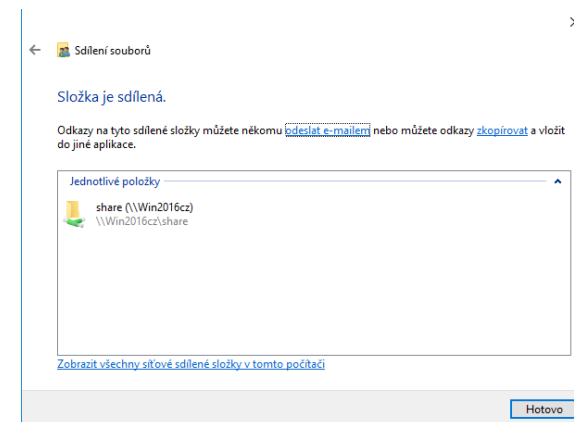 Sdílení souborů
Složka je sdílená.
Odkazy na tyto sdílené složky můžete někomu odeslat e-mailem nebo můžete odkazy zkopírovat a vložit
do jiné aplikace.
Jednotlivé položky
share (\\Win2016cz)
\\Win2016cz\share
Zobrazit všechny síťové sdílené složky v tomto počítači
Hotovo